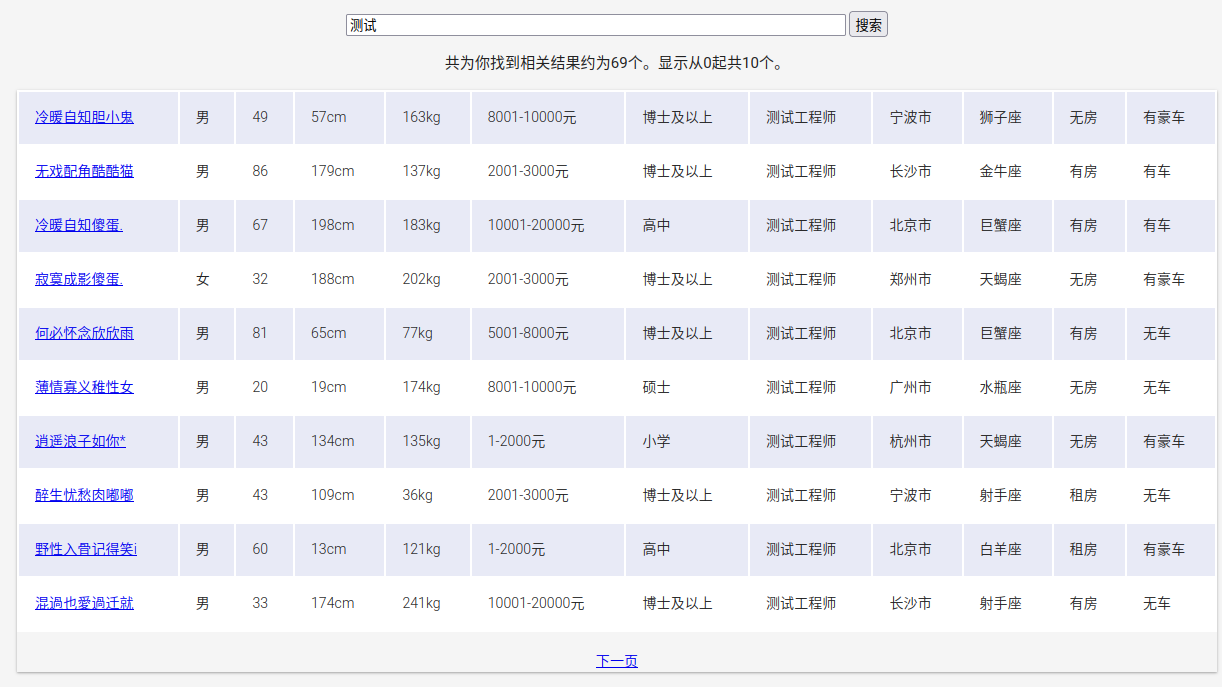 测试 搜索
共为你找到相关结果约为69个。显示从0起共10个。
冷暖自知胆小鬼 男 49 57cm 163kg 8001-10000元 博士及以上 测试工程师 宁波市 狮子座 无房 有豪车
无戏配角酷酷猫 男 86 179cm 137kg 2001-3000元 博士及以上 测试工程师 长沙市 金牛座 有房 有车
冷暖自知傻蛋. 男 67 198cm 183kg 10001-20000元 高中 测试工程师 北京市 巨蟹座 有房 有车
寂寞成影傻蛋. 女 32 188cm 202kg 2001-3000元 博士及以上 测试工程师 郑州市 天蝎座 无房 有豪车
何必怀念欣欣雨 男 81 65cm 77kg 5001-8000元 博士及以上 测试工程师 北京市 巨蟹座 有房 无车
薄情寡义稚性女 男 20 19cm 174kg 8001-10000元 硕士 测试工程师 广州市 水瓶座 无房 无车
逍遥浪子如你* 男 43 134cm 135kg 1-2000元 小学 测试工程师 杭州市 天蝎座 无房 有豪车
醉生忧愁肉嘟嘟 男 43 109cm 36kg 2001-3000元 博士及以上 测试工程师 宁波市 射手座 租房 无车
野性入骨记得笑 男 60 13cm 121kg 1-2000元 高中 测试工程师 北京市 白羊座 租房 有豪车
混過也愛過迁就 男 33 174cm 241kg 10001-20000元 博士及以上 测试工程师 长沙市 射手座 有房 无车
下一页